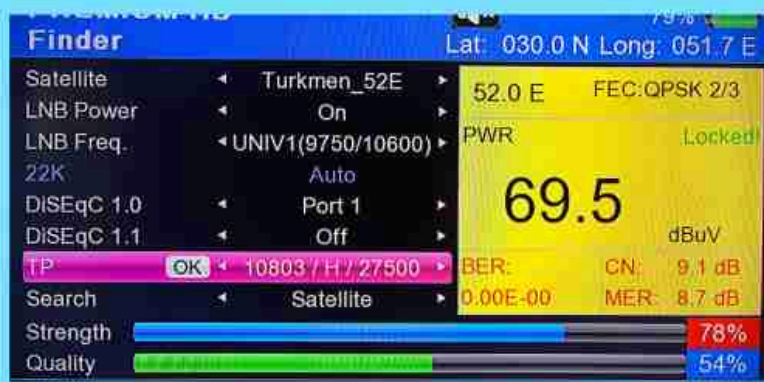 79%
Finder
Lat: 030.0 N Long: 051.7 E
Satellite Turkmen_52E
LNB Power On
LNB Freq. UNIV1(9750/10600)
22K Auto
DiSEqC 1.0 Port 1
DiSEqC 1.1 Off
TP OK 10803 / H / 27500
Search Satellite
52.0 E FEC:QPSK 2/3
PWR Locked!
69.5
dBuV
BER: CN: 9.1 dB
0.00E-00 MER: 8.7 dB
Strength 78%
Quality 54%